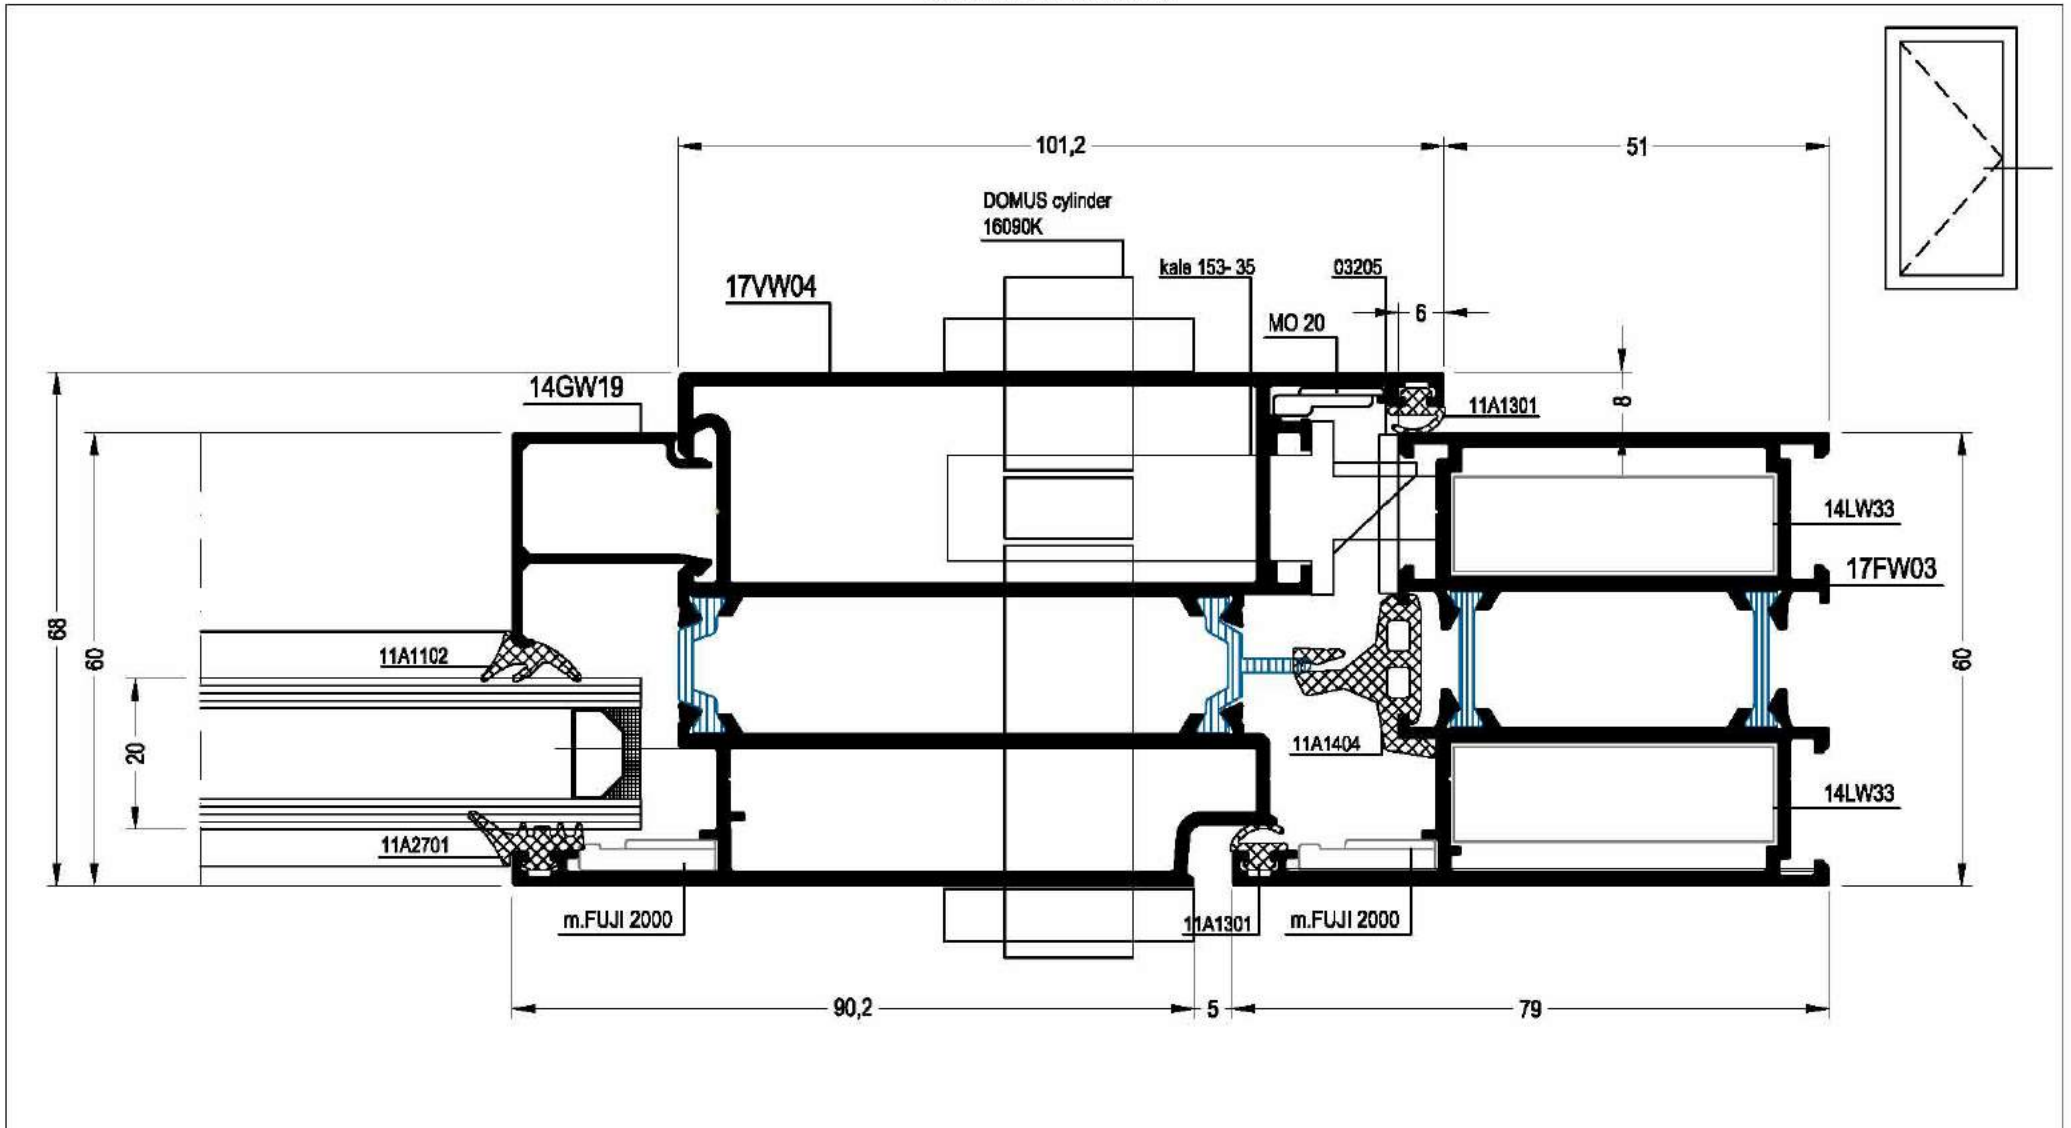 101,2
51
DOMUS cylinder
16090K
kale 153- 35
03205
17VW04
6
MO 20
14GW19
8
11A1301
14LW33
17FW03
68
60
11A1102
60
20
11A1404
14LW33
11A2701
m.FUJI 2000
11A1301
m.FUJI 2000
90,2
5
79